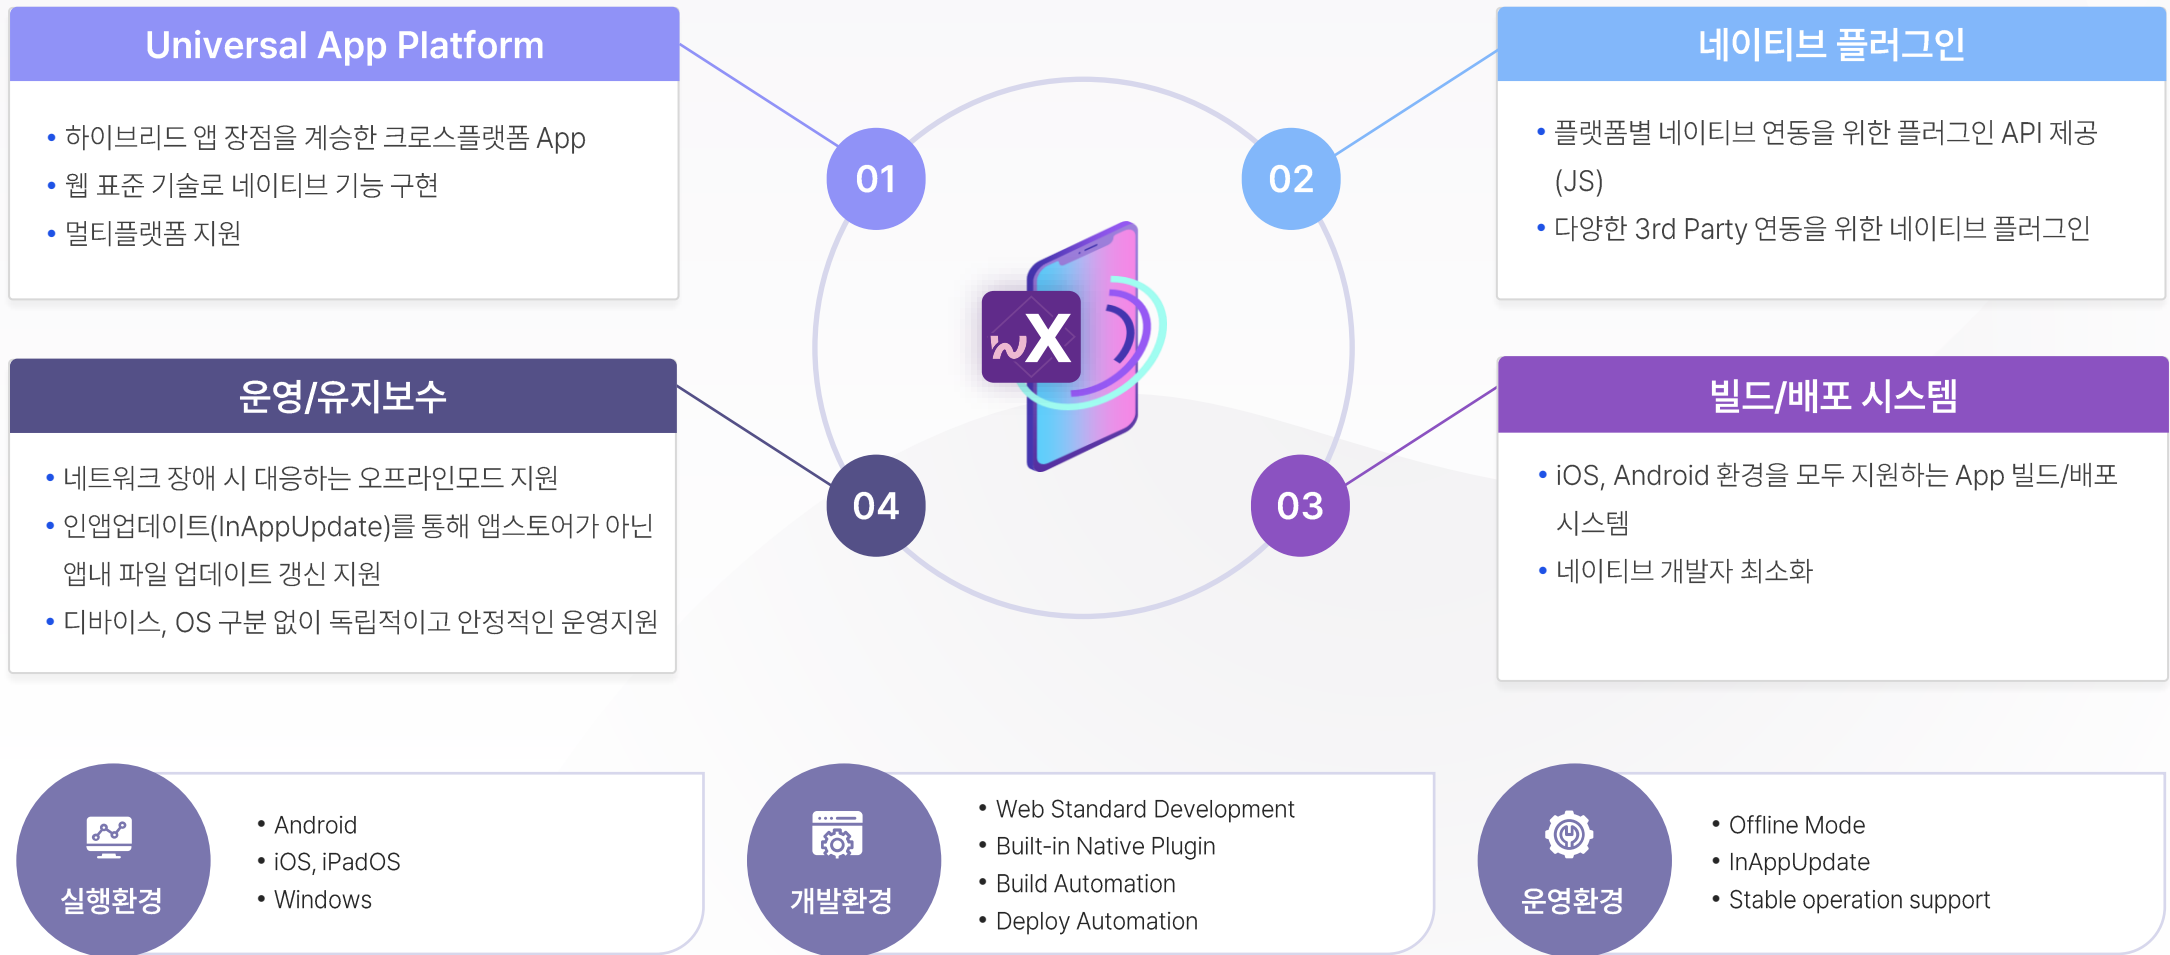 Universal App Platform
• 하이브리드 앱 장점을 계승한 크로스플랫폼 App
• 웹 표준 기술로 네이티브 기능 구현
• 멀티플랫폼 지원
01
02
네이티브 플러그인
• 플랫폼별 네이티브 연동을 위한 플러그인 API 제공
(JS)
• 다양한 3rd Party 연동을 위한 네이티브 플러그인
wX
운영/유지보수
• 네트워크 장애 시 대응하는 오프라인모드 지원
• 인앱업데이트(InAppUpdate)를 통해 앱스토어가 아닌
앱내 파일 업데이트 갱신 지원
• 디바이스, OS 구분 없이 독립적이고 안정적인 운영지원
04
03
빌드/배포 시스템
• iOS, Android 환경을 모두 지원하는 App 빌드/배포
시스템
• 네이티브 개발자 최소화
실행환경
• Android
• iOS, iPadOS
• Windows
개발환경
• Web Standard Development
• Built-in Native Plugin
• Build Automation
• Deploy Automation
운영환경
• Offline Mode
• InAppUpdate
• Stable operation support